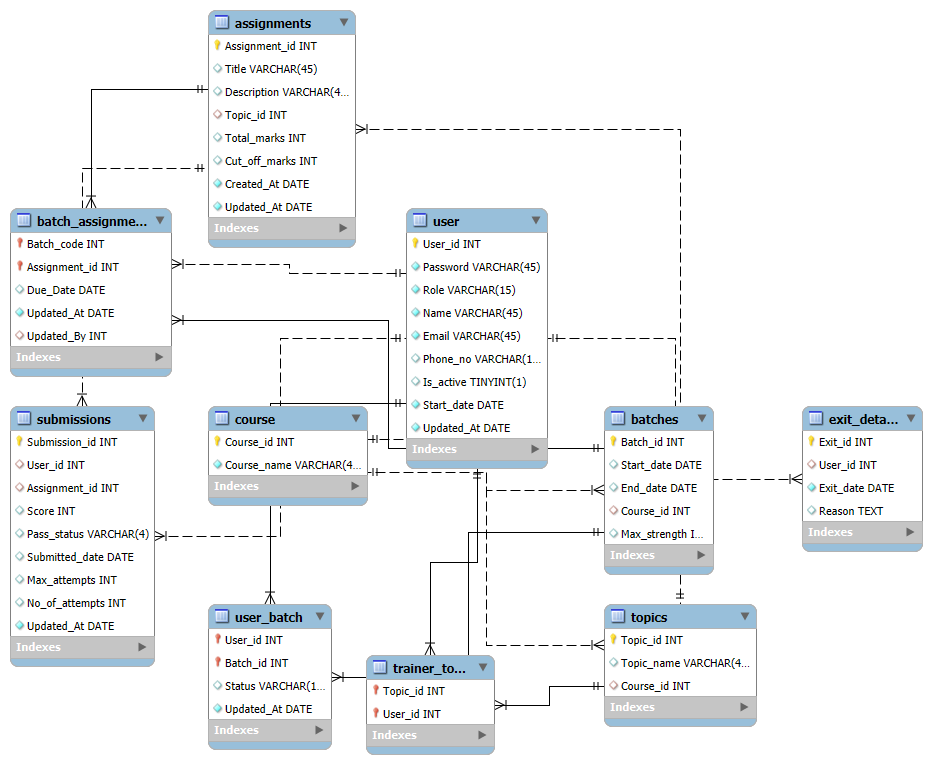 assignments
Assignment_id INT
Title VARCHAR(45)
Description VARCHAR(4...
Topic_id INT
Total_marks INT
Cut_off_marks INT
Created_At DATE
Updated_At DATE
Indexes
batch_assignme...
Batch_code INT
Assignment_id INT
Due_Date DATE
Updated_At DATE
Updated_By INT
Indexes
user
User_id INT
Password VARCHAR(45)
Role VARCHAR(15)
Name VARCHAR(45)
Email VARCHAR(45)
Phone_no VARCHAR(1...
Is_active TINYINT(1)
Start_date DATE
Updated_At DATE
Indexes
submissions
Submission_id INT
User_id INT
Assignment_id INT
Score INT
Pass_status VARCHAR(4)
Submitted_date DATE
Max_attempts INT
No_of_attempts INT
Updated_At DATE
Indexes
course
Course_id INT
Course_name VARCHAR(4...
Indexes
batches
Batch_id INT
Start_date DATE
End_date DATE
Course_id INT
Max_strength I...
Indexes
exit_deta...
Exit_id INT
User_id INT
Exit_date DATE
Reason TEXT
Indexes
user_batch
User_id INT
Batch_id INT
Status VARCHAR(1...
Updated_At DATE
Indexes
trainer_to...
Topic_id INT
User_id INT
Indexes
topics
Topic_id INT
Topic_name VARCHAR(4...
Course_id INT
Indexes